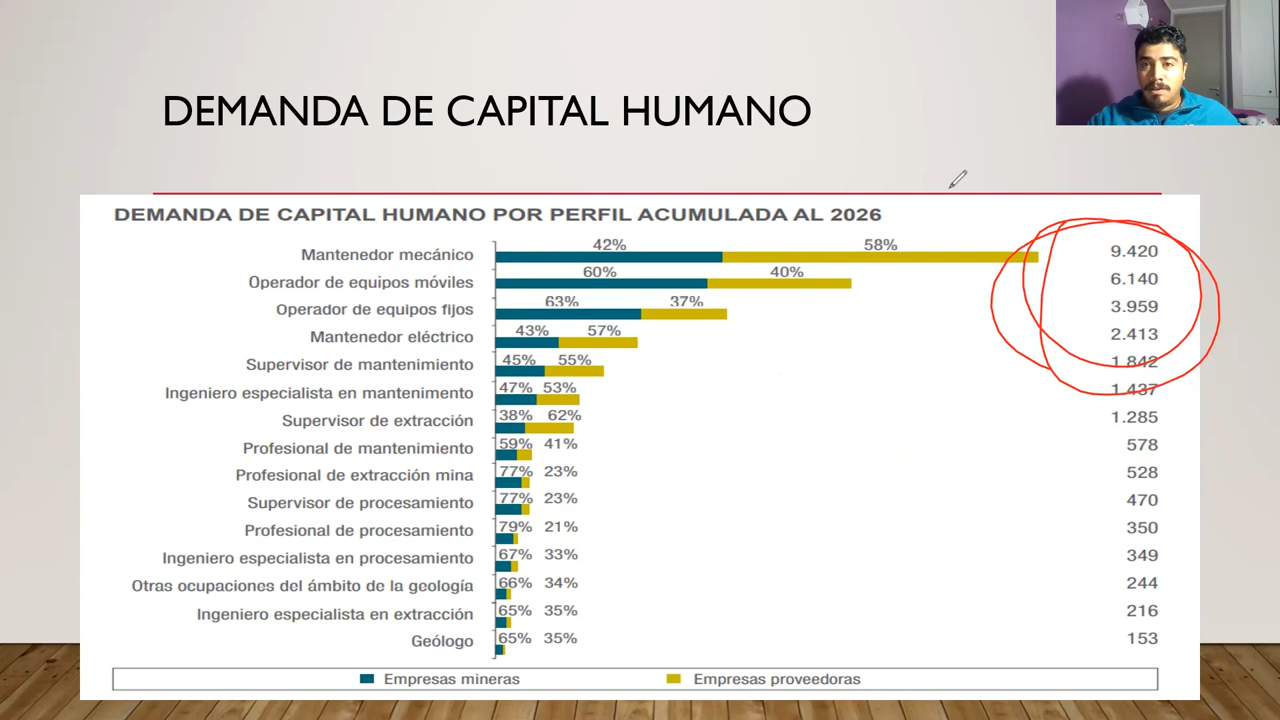 DEMANDA DE CAPITAL HUMANO
DEMANDA DE CAPITAL HUMANO POR PERFIL ACUMULADA AL 2026
Mantenedor mecánico 42% 58% 9.420
Operador de equipos móviles 60% 40% 6.140
Operador de equipos fijos 63% 37% 3.959
Mantenedor eléctrico 43% 57% 2.413
Supervisor de mantenimiento 45% 55% 1.842
Ingeniero especialista en mantenimento 47% 53% 1.437
Supervisor de extracción 38% 62% 1.285
Profesional de mantenimiento 59% 41% 578
Profesional de extracción mina 77% 23% 528
Supervisor de procesamiento 77% 23% 470
Profesional de procesamiento 79% 21% 350
Ingeniero especialista en procesamiento 67% 33% 349
Otras ocupaciones del ámbito de la geología 66% 34% 244
Ingeniero especialista en extracción 65% 35% 216
Geólogo 65% 35% 153
Empresas mineras Empresas proveedoras